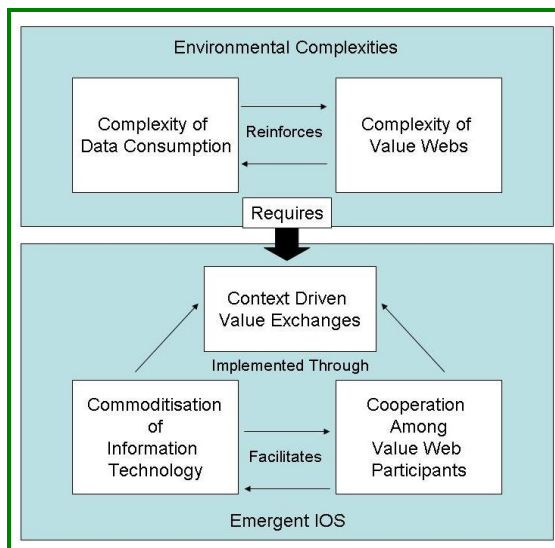 Environmental Complexities
Complexity of
Data Consumption
Reinforces
Complexity of
Value Webs
Requires
Context Driven
Value Exchanges
Implemented Through
Commoditisation
of
Information
Technology
Facilitates
Cooperation
Among
Value Web
Participants
Emergent IOS